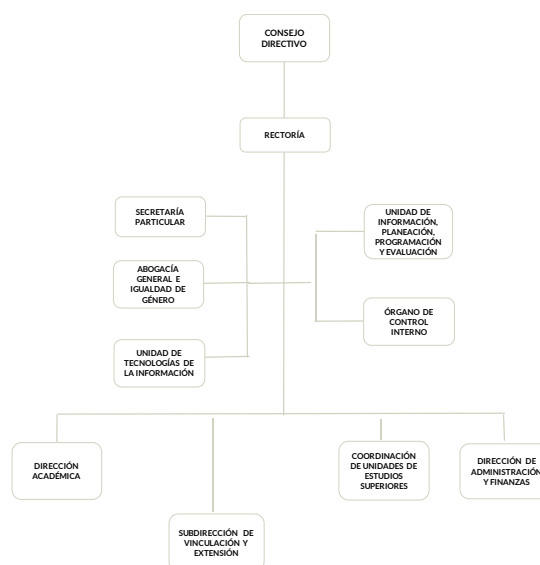 CONSEJO
DIRECTIVO
RECTORÍA
SECRETARÍA
PARTICULAR
UNIDAD DE
INFORMACIÓN,
PLANEACIÓN,
PROGRAMACIÓN
Y EVALUACIÓN
ABOGACÍA
GENERAL E
IGUALDAD DE
GÉNERO
ÓRGANO DE
CONTROL
INTERNO
UNIDAD DE
TECNOLOGÍAS DE
LA INFORMACIÓN
DIRECCIÓN
ACADÉMICA
SUBDIRECCIÓN DE
VINCULACIÓN Y
EXTENSIÓN
COORDINACIÓN
DE UNIDADES DE
ESTUDIOS
SUPERIORES
DIRECCIÓN DE
ADMINISTRACIÓN
Y FINANZAS